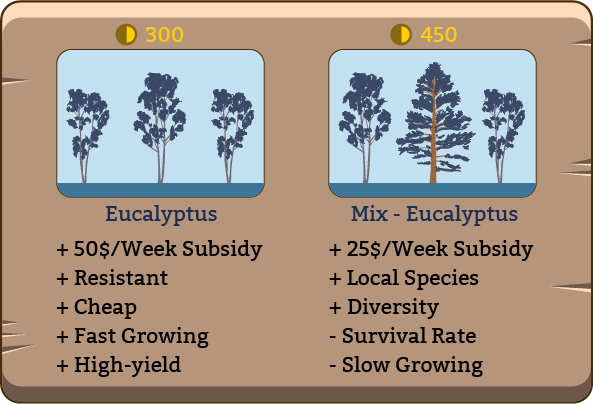 300
Eucalyptus
+ 50$/Week Subsidy
+ Resistant
+ Cheap
+ Fast Growing
+ High-yield
450
Mix - Eucalyptus
+ 25$/Week Subsidy
+ Local Species
+ Diversity
- Survival Rate
- Slow Growing